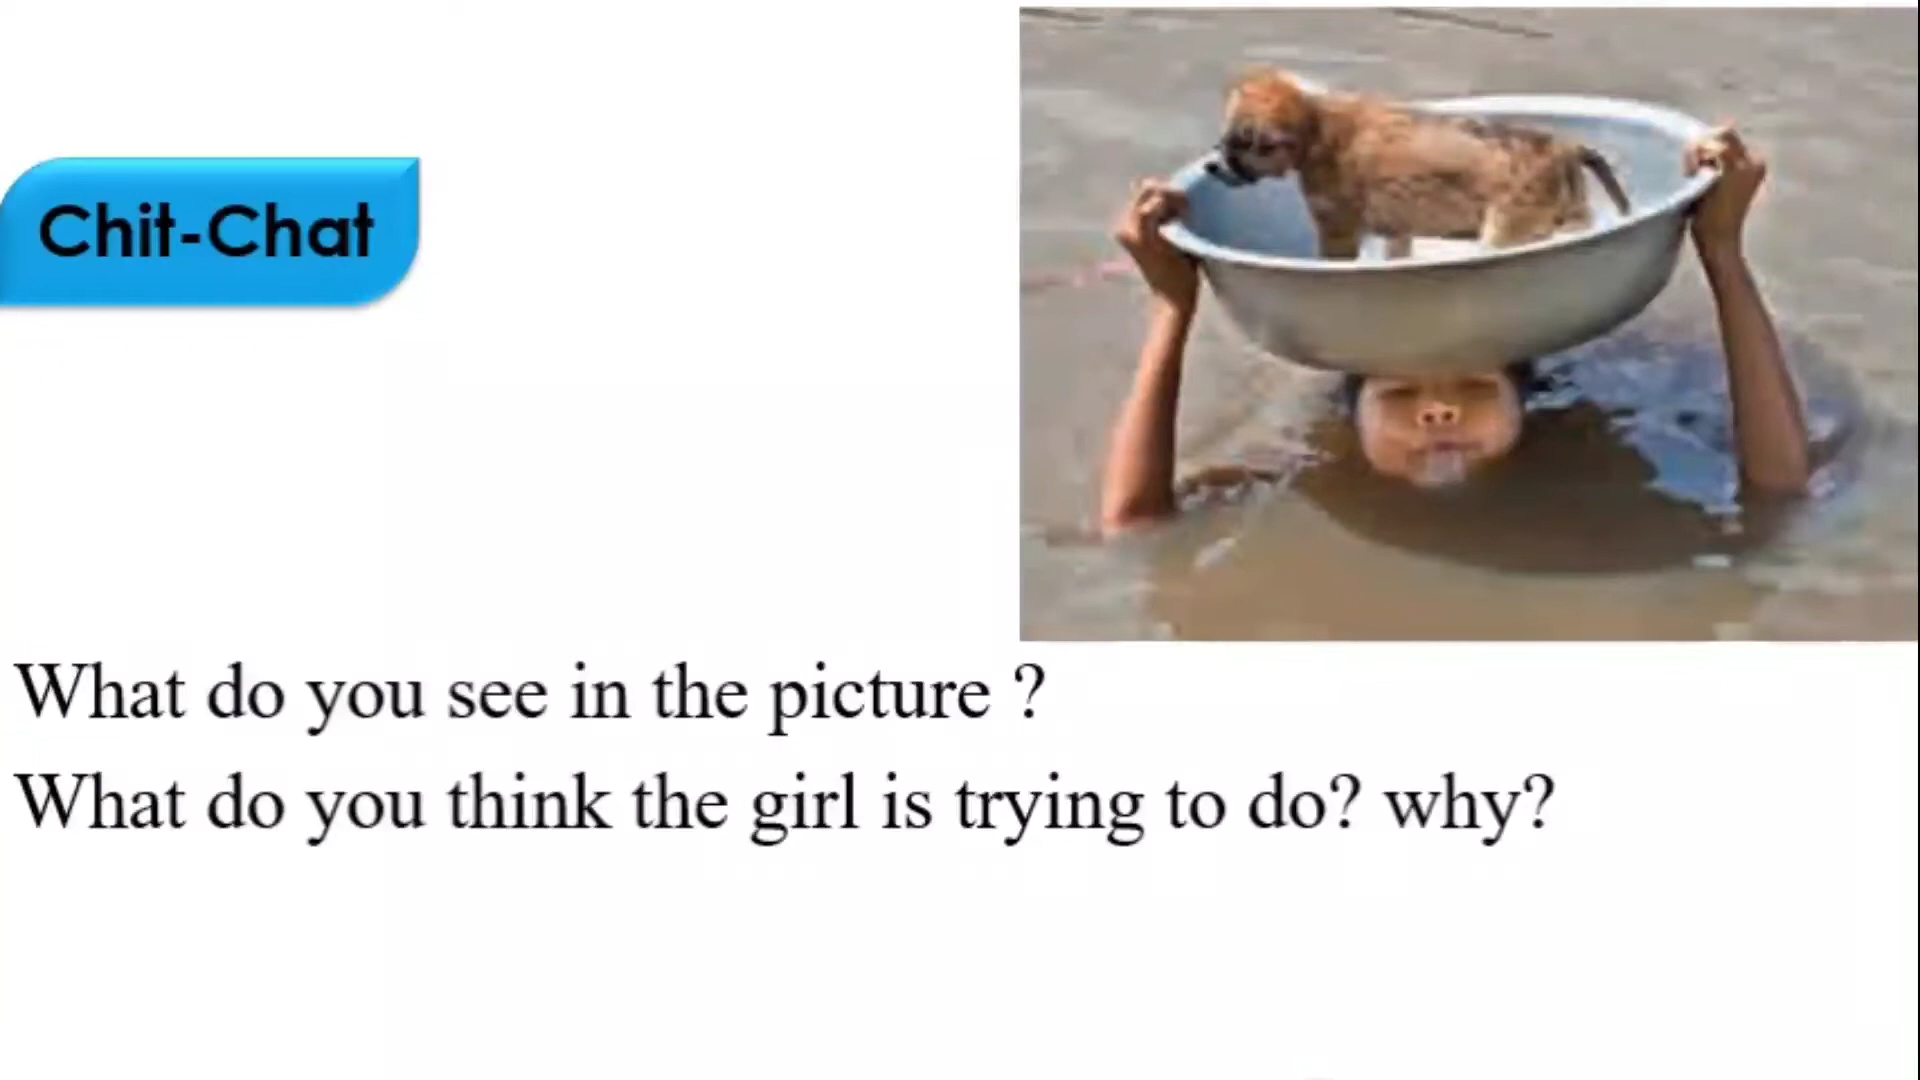 Chit-Chat
What do you see in the picture ?
What do you think the girl is trying to do? why?